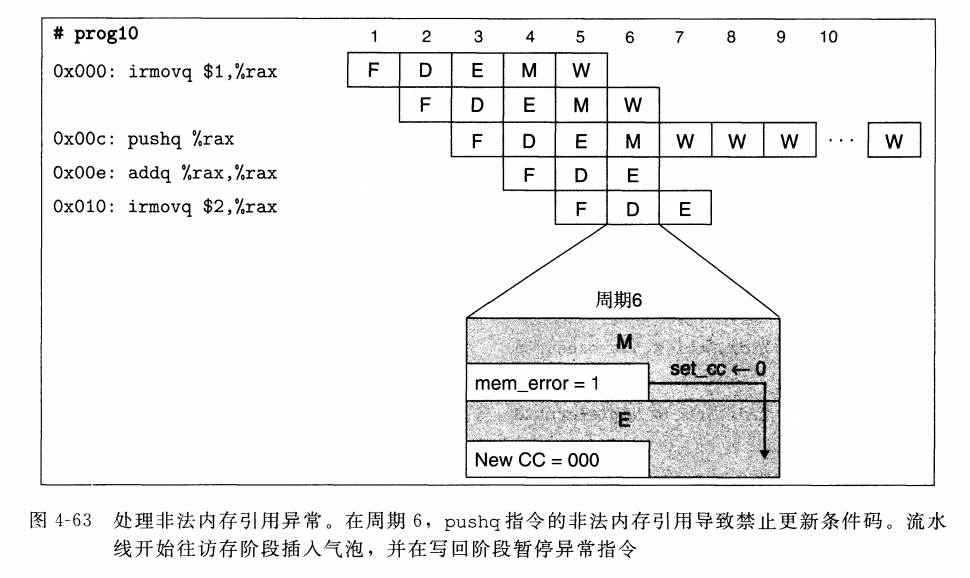 # prog10 1 2 3 4 5 6 7 8 9 10
0x000: irmovq $1,%rax F D E M W
F D E M W
0x00c: pushq %rax F D E M W W W ··· W
0x00e: addq %rax,%rax F D E
0x010: irmovq $2,%rax F D E
周期6
M
set_cc ← 0
mem_error = 1
E
New CC = 000
图 4-63 处理非法内存引用异常。在周期 6，pushq指令的非法内存引用导致禁止更新条件码。流水
线开始往访存阶段插入气泡，并在写回阶段暂停异常指令